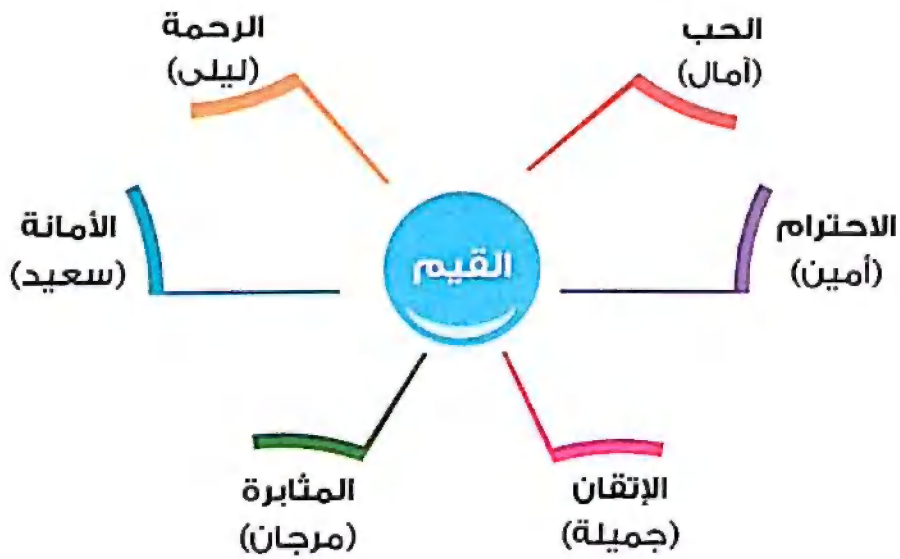 الحب
(آمال)
الرحمة
(ليلى)
الاحترام
(أمين)
القيم
الأمانة
(سعيد)
الإتقان
(جميلة)
المثابرة
(مرجان)